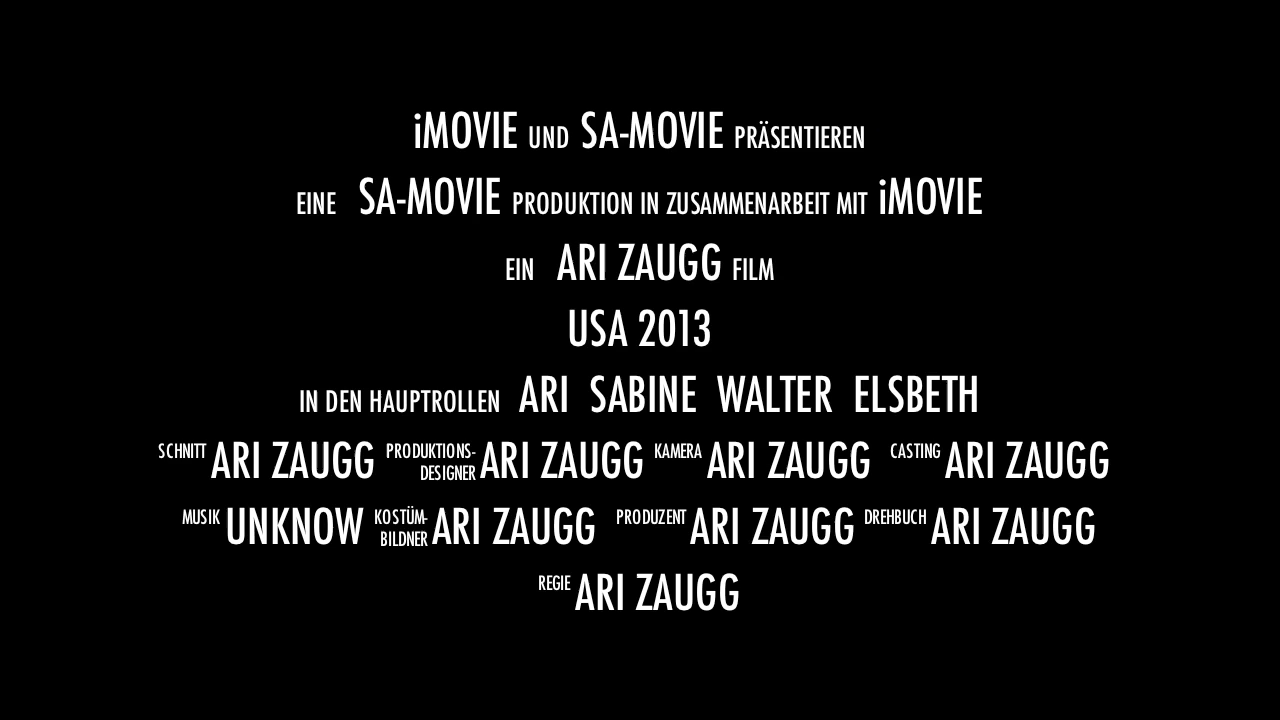 iMOVIE UND SA-MOVIE PRÄSENTIEREN
EINE SA-MOVIE PRODUKTION IN ZUSAMMENARBEIT MIT iMOVIE
EIN ARI ZAUGG FILM
USA 2013
IN DEN HAUPTROLLEN ARI SABINE WALTER ELSBETH
SCHNITT ARI ZAUGG PRODUKTIONS-DESIGNER ARI ZAUGG KAMERA ARI ZAUGG CASTING ARI ZAUGG
MUSIK UNKNOW KOSTÜM-BILDNER ARI ZAUGG PRODUZENT ARI ZAUGG DREHBUCH ARI ZAUGG
REGIE ARI ZAUGG